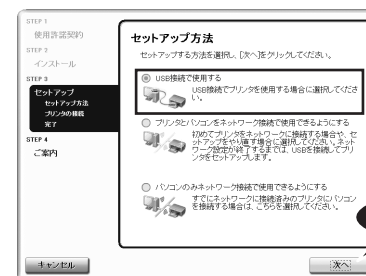 STEP 1
使用許諾契約
STEP 2
インストール
STEP 3
セットアップ
セットアップ方法
プリンタの接続
完了
STEP 4
ご案内
キャンセル
セットアップ方法
セットアップする方法を選択し、[次へ]をクリックしてください。
USB接続で使用する
USB接続でプリンタを使用する場合に選択してくださ
い。
プリンタとパソコンをネットワーク接続で使用できるようにする
初めてプリンタをネットワークに接続する場合や、セ
ットアップをやり直す場合に選択してください。ネット
ワーク設定が終了するまでは、USBを接続してプリ
ンタをセットアップします。
パソコンのみネットワーク接続で使用できるようにする
すでにネットワークに接続済みのプリンタにパソコン
を接続する場合は、こちらを選択してください。
次へ